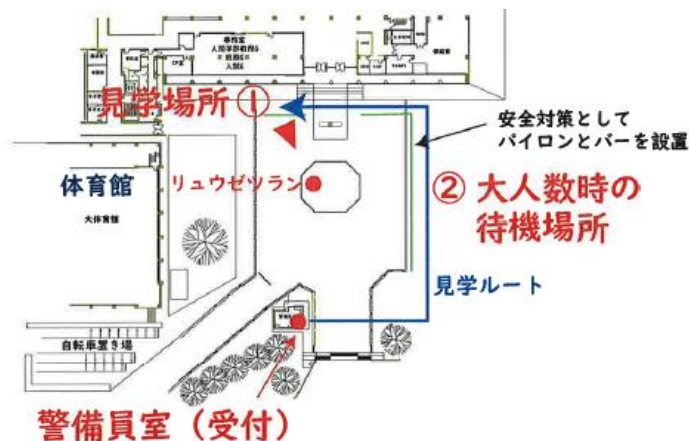 事務室
見学場所①
安全対策として
パイロンとバーを設置
体育館
大体育館
リュウゼツラン
② 大人数時の
待機場所
見学ルート
自転車置き場
警備員室（受付）